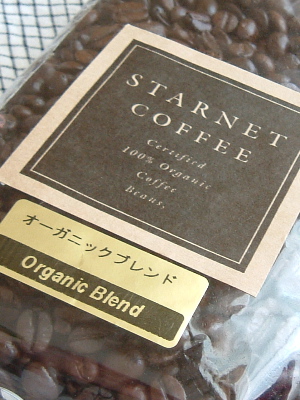 STARNET
COFFEE
Certified
100% Organic
Coffee
Beans.
オーガニックブレンド
Organic Blend